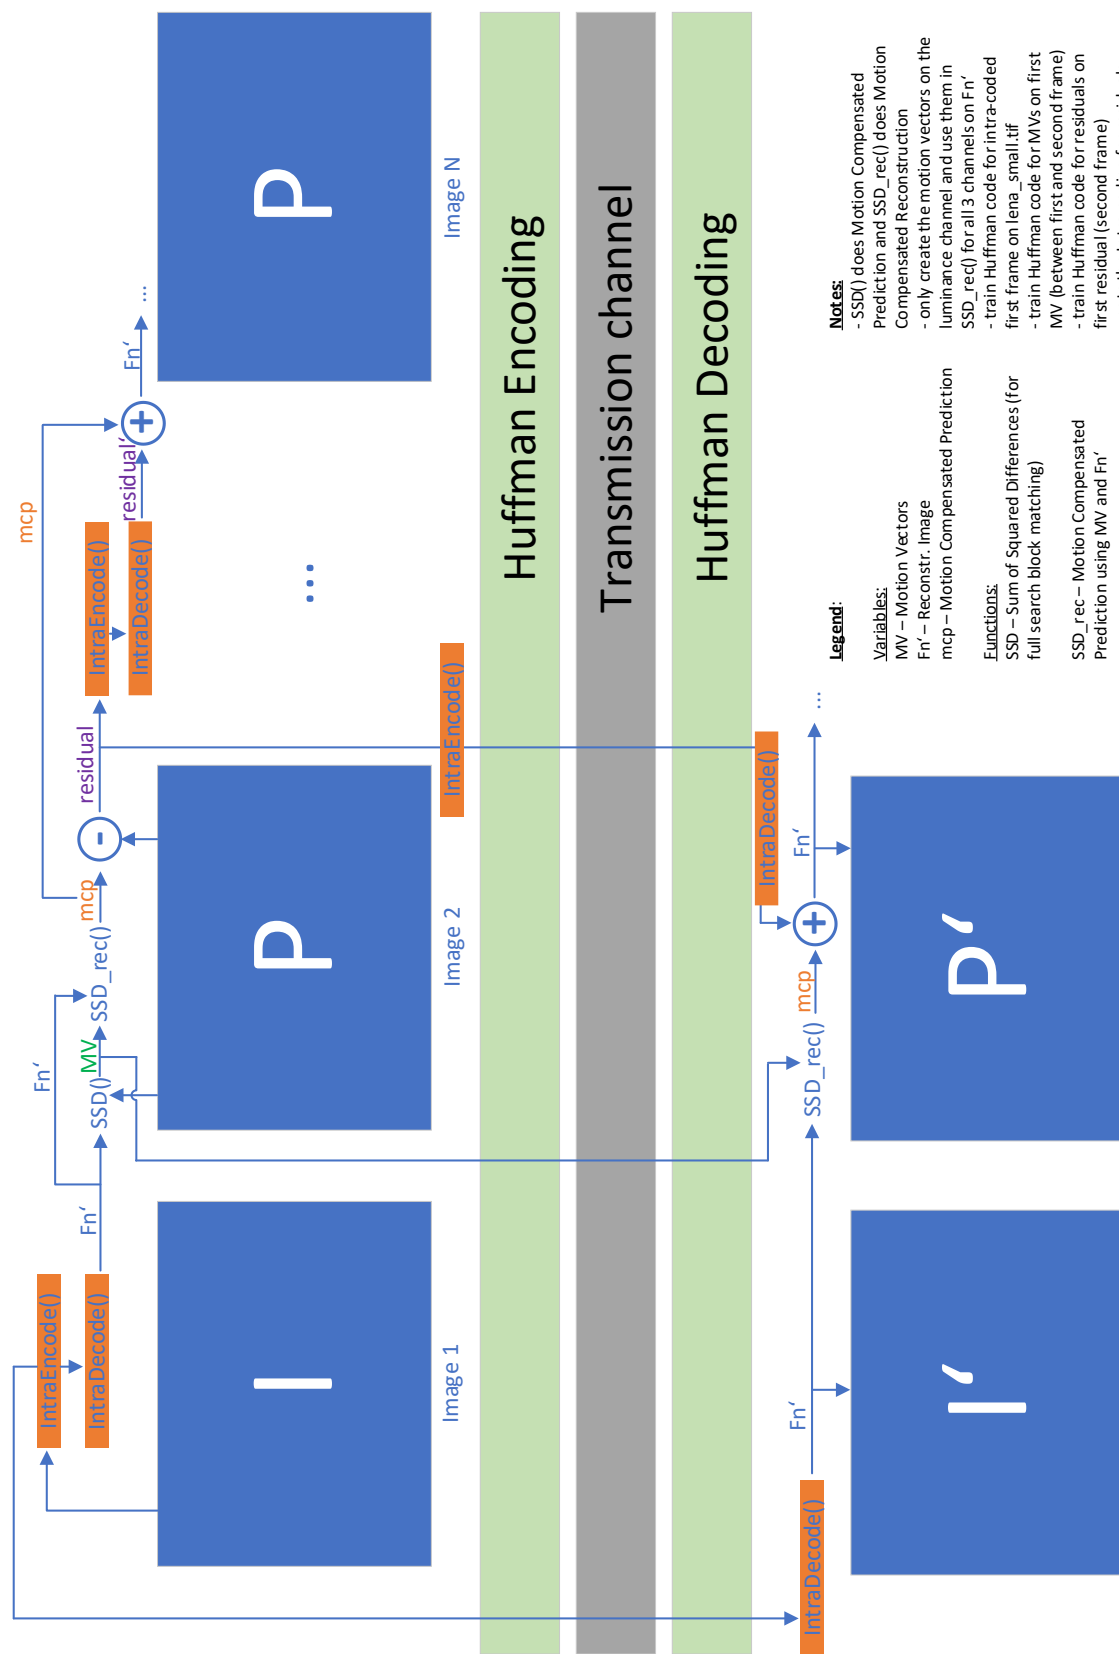 mcp
Fn‘
IntraEncode()
IntraDecode()
Fn‘
SSD()
MV
SSD_rec()
mcp
-
residual
IntraEncode()
IntraDecode()
residual‘
+
Fn‘
...
I
P
...
P
Image 1
Image 2
IntraEncode()
Image N
Huffman Encoding
Transmission channel
Huffman Decoding
IntraDecode()
Fn‘
SSD_rec()
mcp
+
IntraDecode()
Fn‘
...
I´
P´
Legend:
Variables:
MV – Motion Vectors
Fn‘ – Reconstr. Image
mcp – Motion Compensated Prediction
Functions:
SSD – Sum of Squared Differences (for
full search block matching)
SSD_rec – Motion Compensated
Prediction using MV and Fn‘
Notes:
- SSD() does Motion Compensated
Prediction and SSD_rec() does Motion
Compensated Reconstruction
- only create the motion vectors on the
luminance channel and use them in
SSD_rec() for all 3 channels on Fn‘
- train Huffman code for intra-coded
first frame on lena_small.tif
- train Huffman code for MVs on first
MV (between first and second frame)
- train Huffman code for residuals on
first residual (second frame)